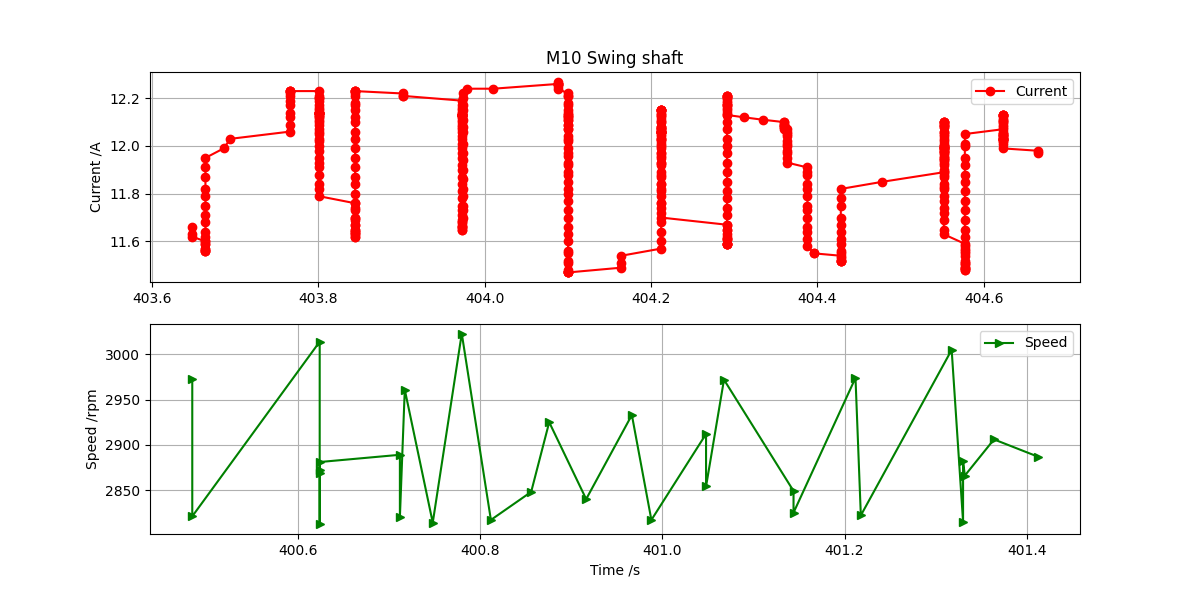 M10 Swing shaft
Current /A
12.2
12.0
11.8
11.6
Current
403.6 403.8 404.0 404.2 404.4 404.6
Speed /rpm
3000
2950
2900
2850
Speed
400.6 400.8 401.0 401.2 401.4
Time /s